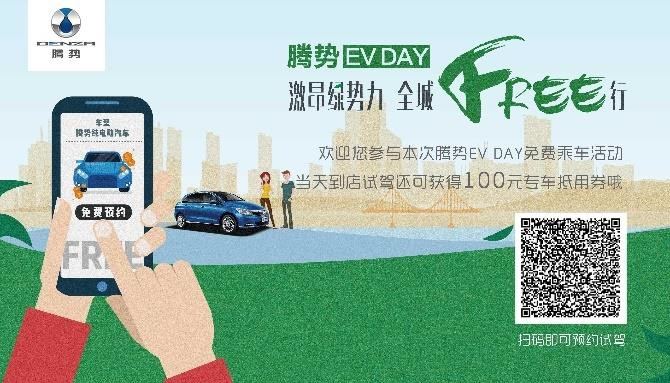 DENZA
腾势
腾势 EV DAY
激昂绿势力 全城FREE行
欢迎您参与本次腾势EV DAY免费乘车活动
当天到店试驾还可获得100元专车抵用券哦
车型
腾势纯电动汽车
免费预约
FREE
扫码即可预约试驾